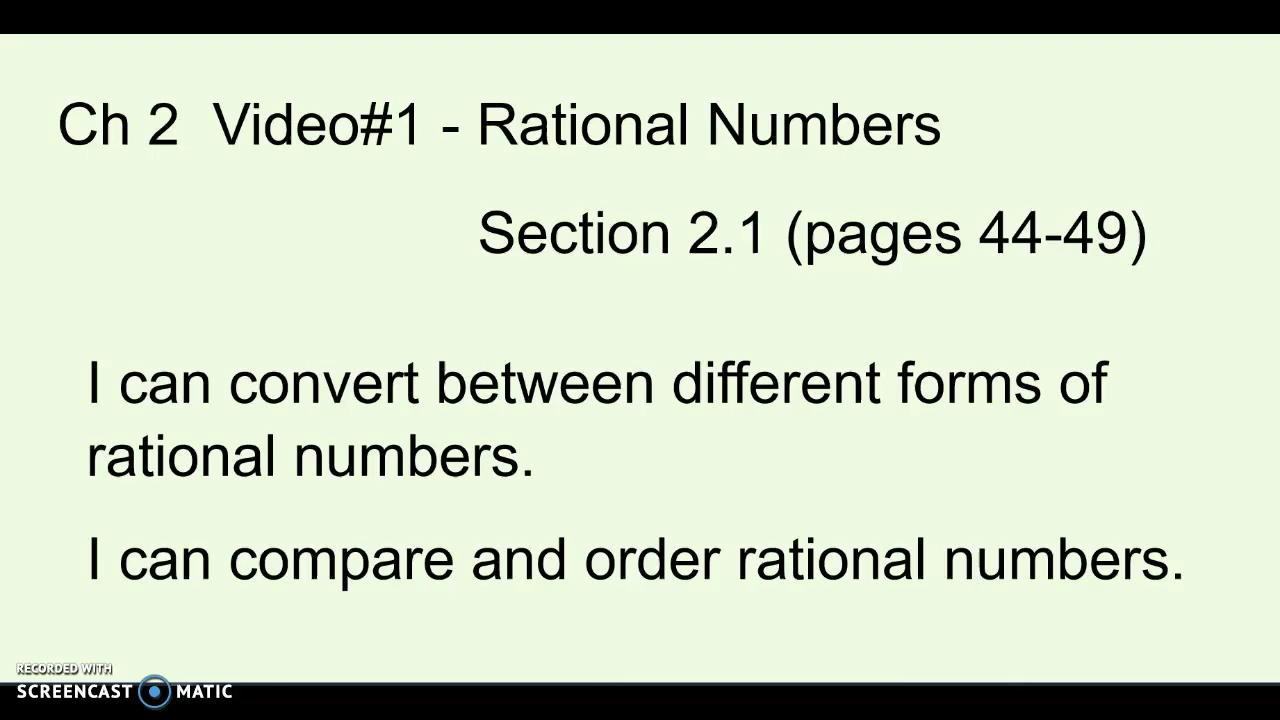 Ch 2  Video#1 - Rational Numbers
Section 2.1 (pages 44-49)
I can convert between different forms of
rational numbers.
I can compare and order rational numbers.
RECORDED WITH
SCREENCAST MATIC